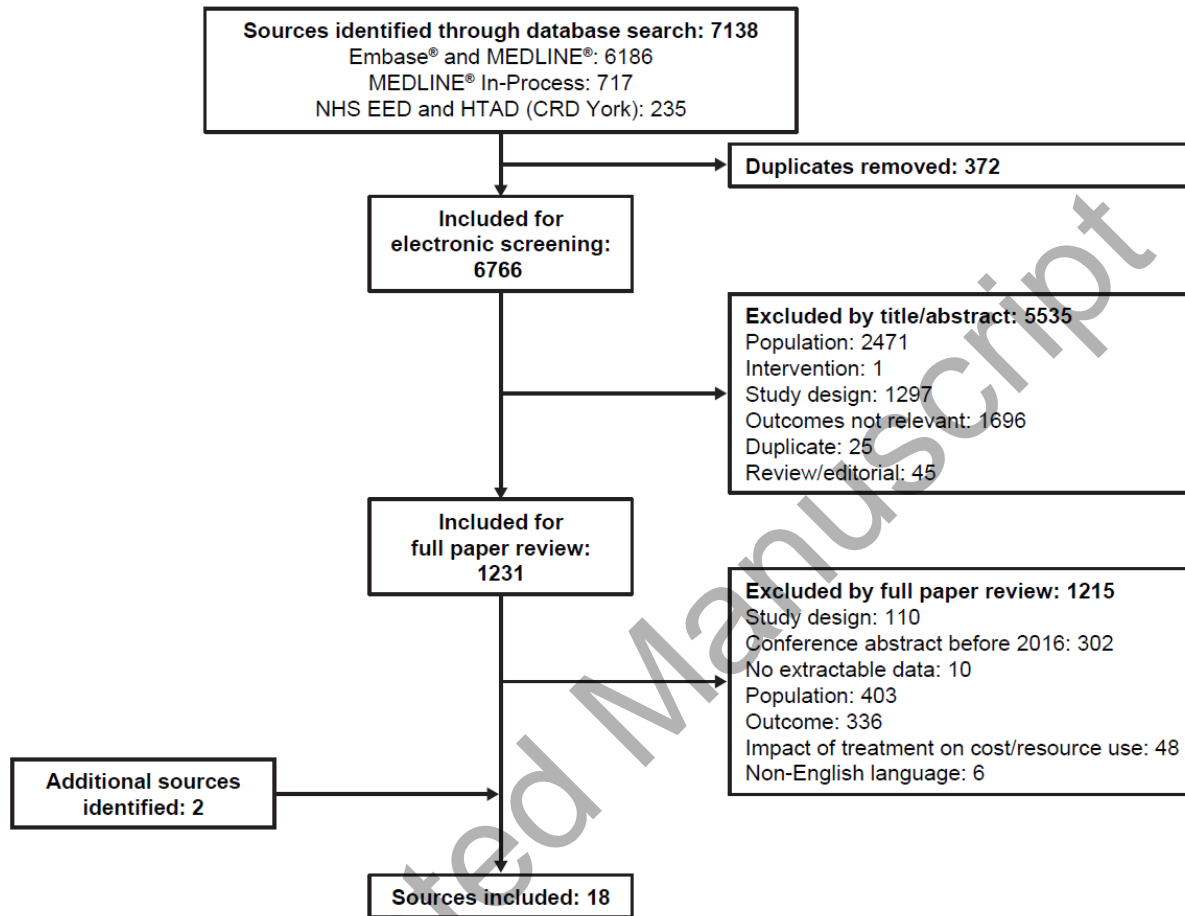 Sources identified through database search: 7138
Embase® and MEDLINE®: 6186
MEDLINE® In-Process: 717
NHS EED and HTAD (CRD York): 235
Duplicates removed: 372
Included for
electronic screening:
6766
Excluded by title/abstract: 5535
Population: 2471
Intervention: 1
Study design: 1297
Outcomes not relevant: 1696
Duplicate: 25
Review/editorial: 45
Included for
full paper review:
1231
Excluded by full paper review: 1215
Study design: 110
Conference abstract before 2016: 302
No extractable data: 10
Population: 403
Outcome: 336
Impact of treatment on cost/resource use: 48
Non-English language: 6
Additional sources
identified: 2
Sources included: 18
ted Manuscript